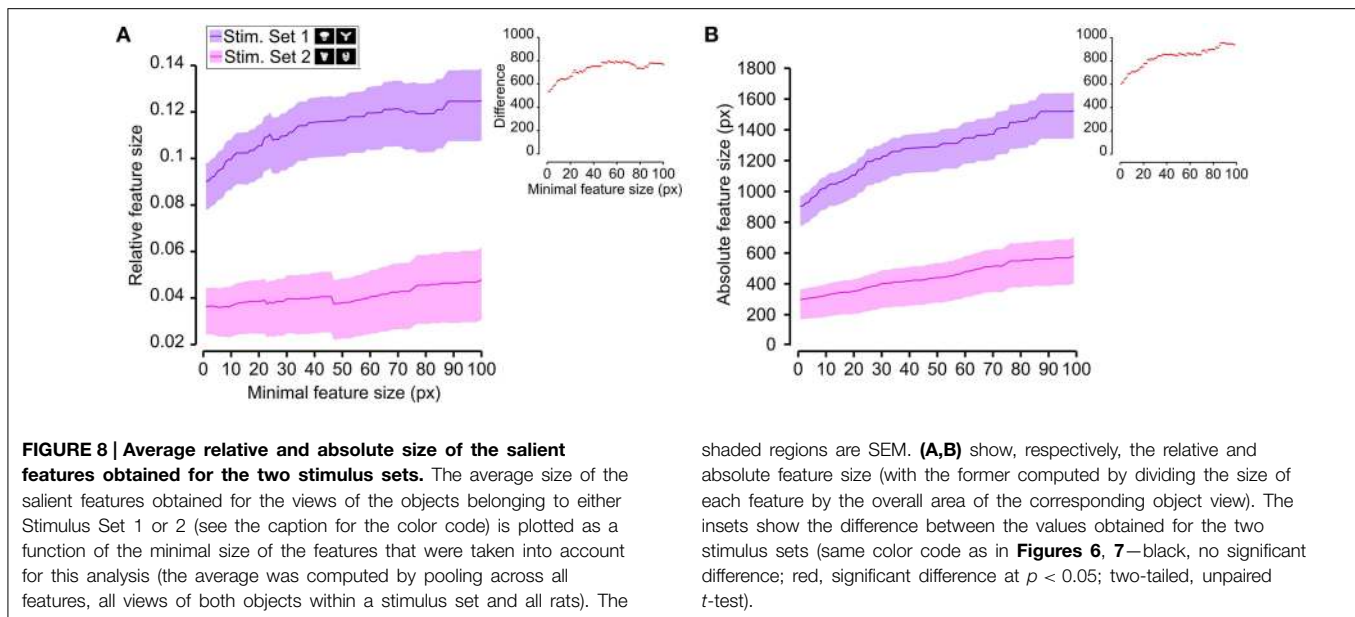 A
Stim. Set 1
Stim. Set 2
Relative feature size
0.14
0.12
0.1
0.08
0.06
0.04
0.02
0 10 20 30 40 50 60 70 80 90 100
Minimal feature size (px)
Difference
1000
800
600
400
200
0
0 20 40 60 80 100
Minimal feature size (px)
B
Absolute feature size (px)
1800
1600
1400
1200
1000
800
600
400
200
0
0 10 20 30 40 50 60 70 80 90 100
1000
800
600
400
200
0
0 20 40 60 80 100
FIGURE 8 | Average relative and absolute size of the salient
features obtained for the two stimulus sets. The average size of the
salient features obtained for the views of the objects belonging to either
Stimulus Set 1 or 2 (see the caption for the color code) is plotted as a
function of the minimal size of the features that were taken into account
for this analysis (the average was computed by pooling across all
features, all views of both objects within a stimulus set and all rats). The
shaded regions are SEM. (A,B) show, respectively, the relative and
absolute feature size (with the former computed by dividing the size of
each feature by the overall area of the corresponding object view). The
insets show the difference between the values obtained for the two
stimulus sets (same color code as in Figures 6, 7—black, no significant
difference; red, significant difference at p < 0.05; two-tailed, unpaired
t-test).